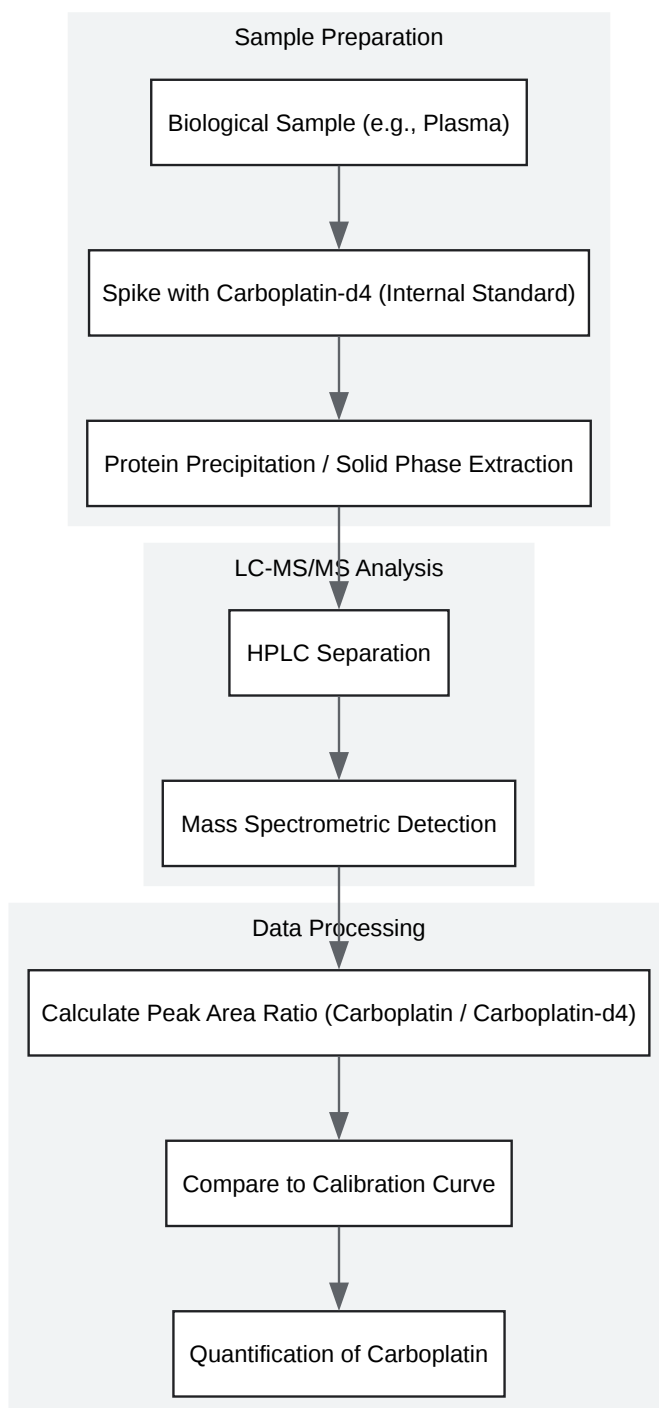 Sample Preparation
Biological Sample (e.g., Plasma)
Spike with Carboplatin-d4 (Internal Standard)
Protein Precipitation / Solid Phase Extraction
LC-MS/MS Analysis
HPLC Separation
Mass Spectrometric Detection
Data Processing
Calculate Peak Area Ratio (Carboplatin / Carboplatin-d4)
Compare to Calibration Curve
Quantification of Carboplatin